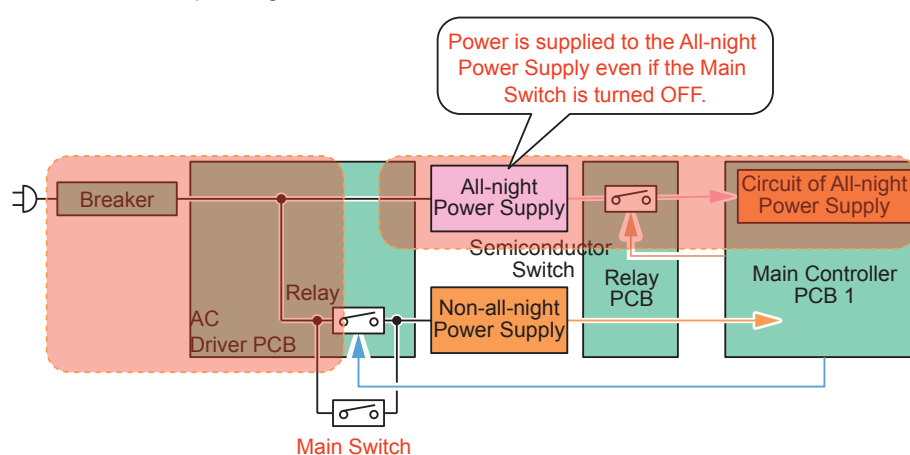 Power is supplied to the All-night
Power Supply even if the Main
Switch is turned OFF.
Breaker
All-night
Power Supply
Circuit of All-night
Power Supply
Semiconductor
Switch
Relay
PCB
Main Controller
PCB 1
Relay
AC
Driver PCB
Non-all-night
Power Supply
Main Switch